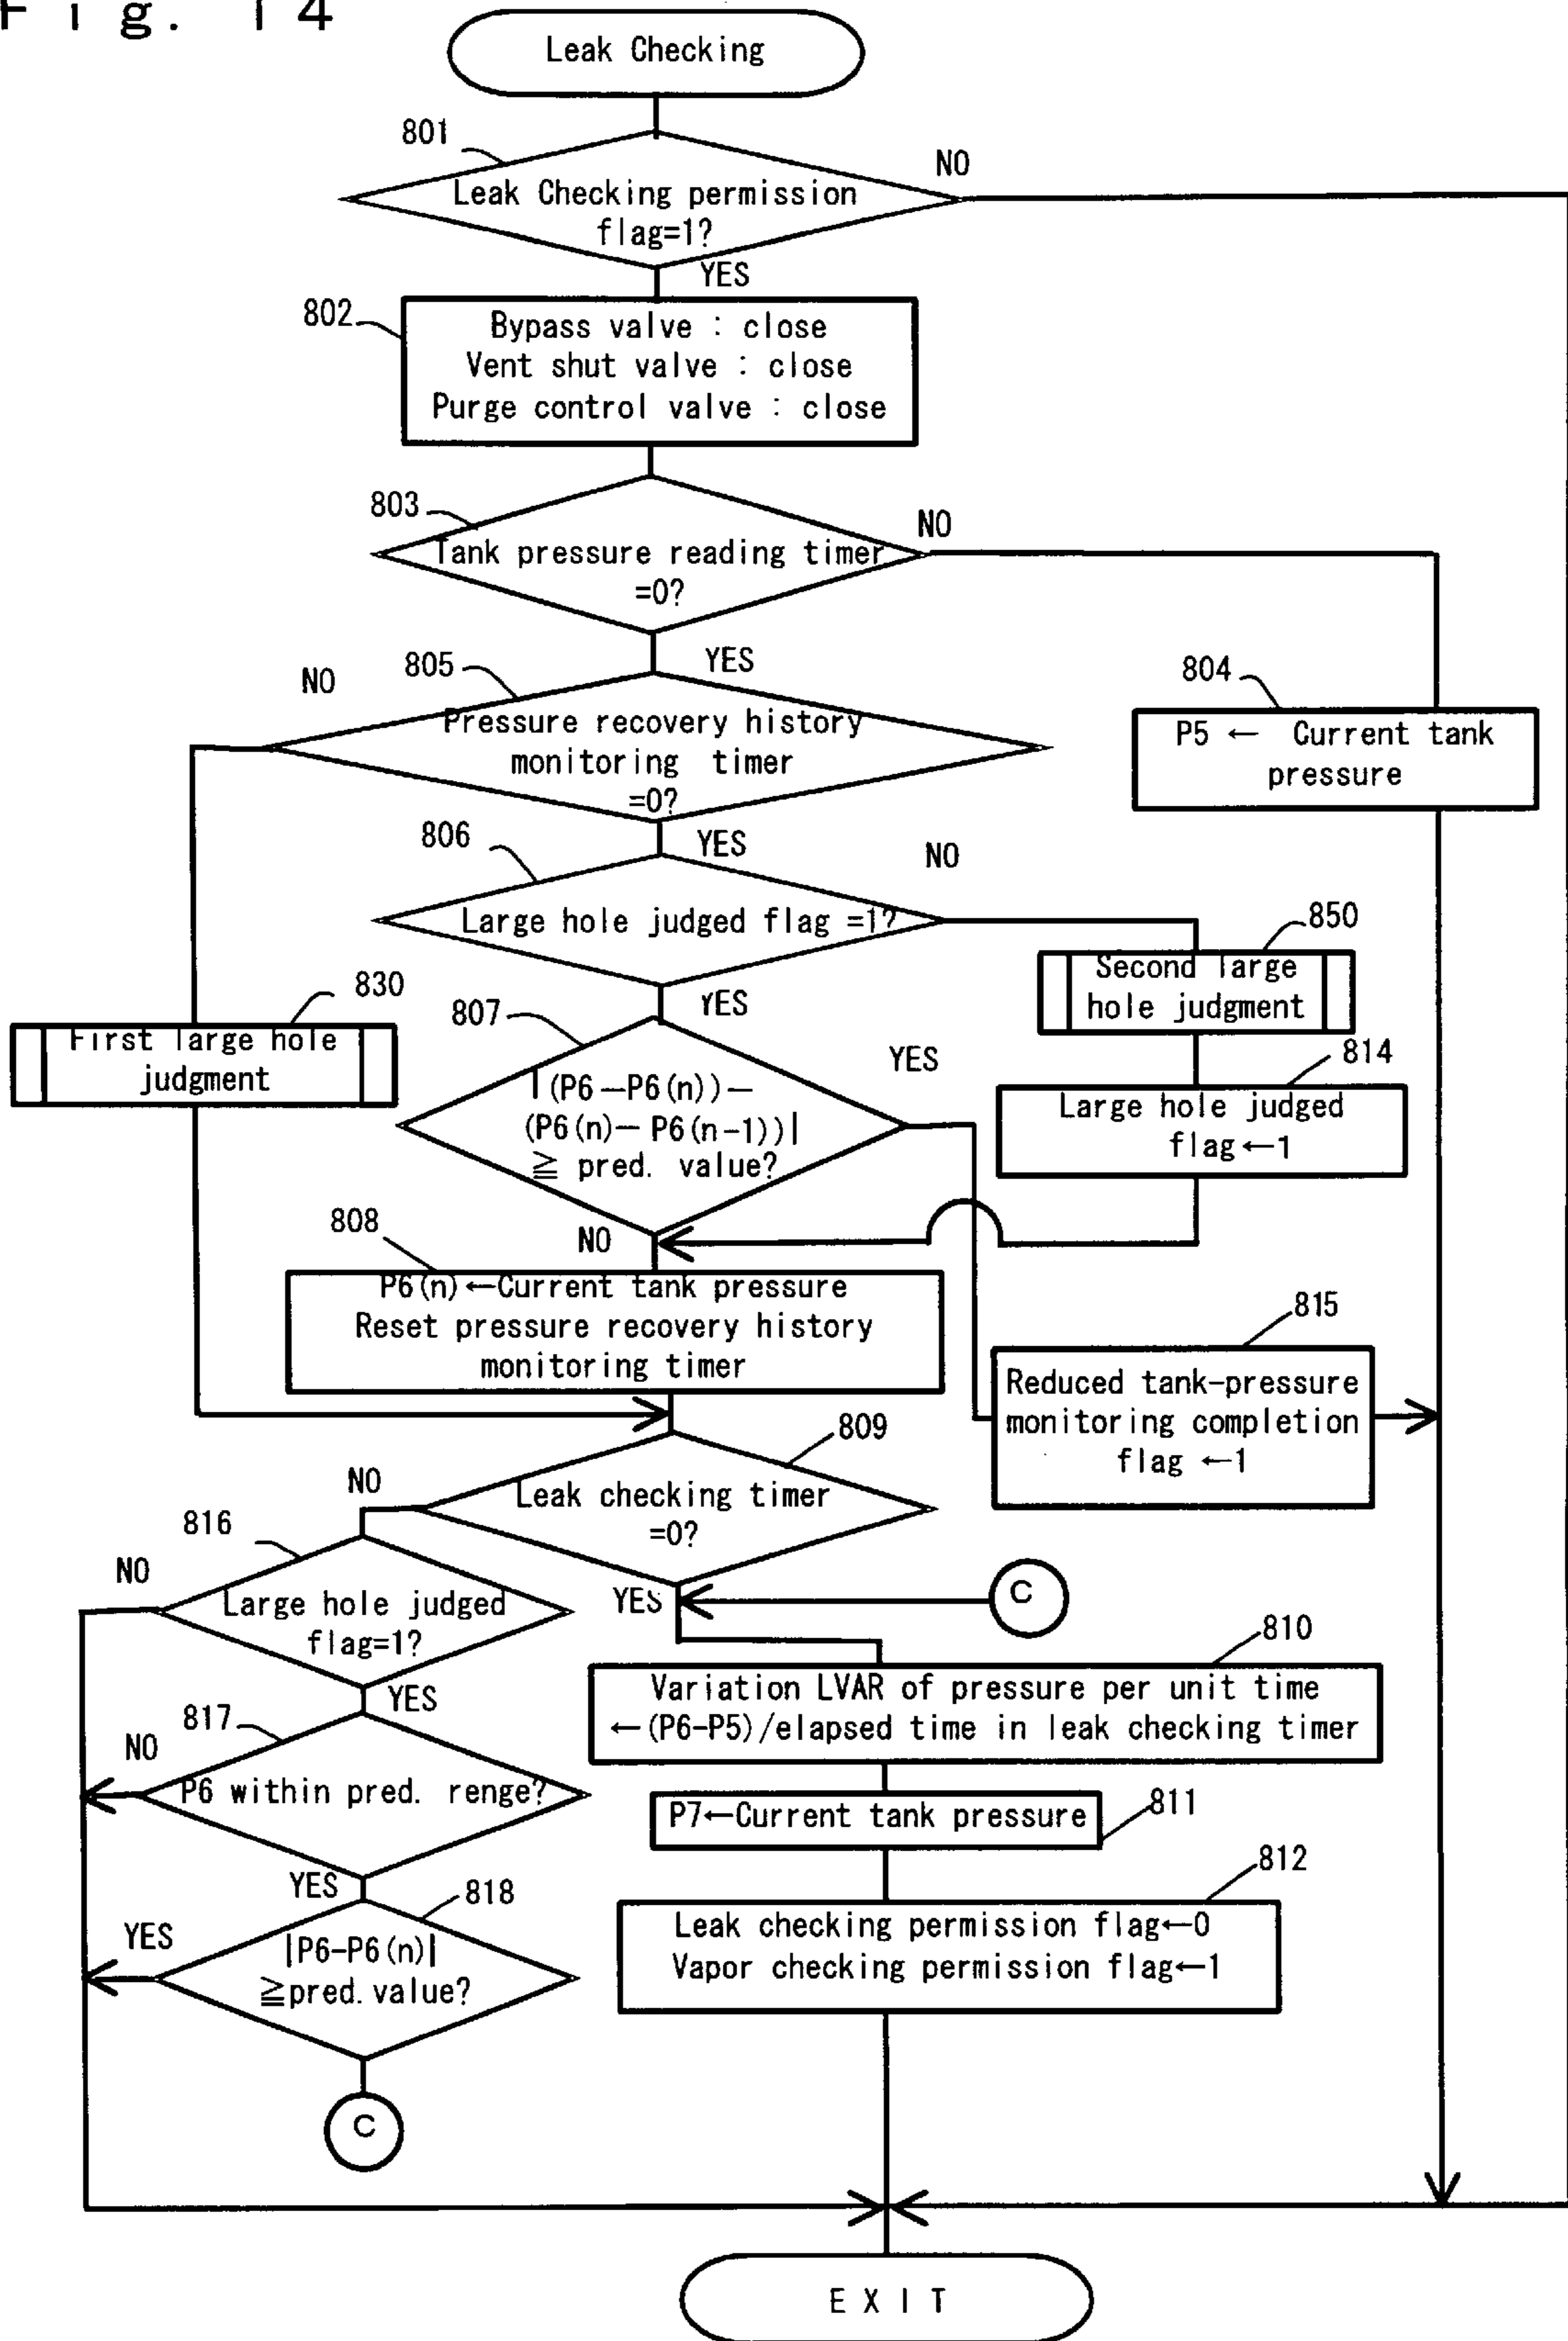 Fig. 14
Leak Checking
801
NO
Leak Checking permission
flag=1?
YES
802
Bypass valve : close
Vent shut valve : close
Purge control valve : close
803
NO
Tank pressure reading timer
=0?
YES
805
NO
804
Pressure recovery history
monitoring timer
=0?
P5 ← Current tank
pressure
YES
806
NO
Large hole judged flag =1?
850
Second large
hole judgment
830
YES
First large hole
judgment
807
YES
814
|(P6-P6(n))-
(P6(n)- P6(n-1))|
≧ pred. value?
Large hole judged
flag←1
808
NO
P6(n)←Current tank pressure
Reset pressure recovery history
monitoring timer
815
Reduced tank-pressure
monitoring completion
flag ←1
809
NO
Leak checking timer
=0?
816
NO
YES
C
Large hole judged
flag=1?
810
Variation LVAR of pressure per unit time
←(P6-P5)/elapsed time in leak checking timer
YES
817
NO
P6 within pred. renge?
P7←Current tank pressure
811
812
YES
818
YES
|P6-P6(n)|
≧pred.value?
Leak checking permission flag←0
Vapor checking permission flag←1
C
EXIT